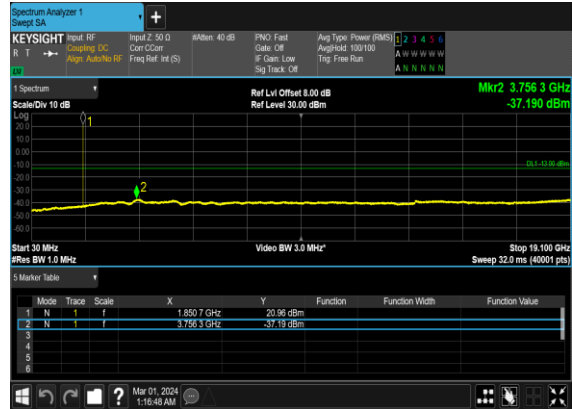 Spectrum Analyzer 1
Swept SA
+
KEYSIGHT Input: RF Input Z: 50 Ω #Atten: 40 dB PNO: Fast Avg Type: Power (RMS) 1 2 3 4 5 6
R T Coupling: DC Corr CCorr Gate: Off Avg|Hold: 100/100 A W W W W W
Align: Auto/No RF Freq Ref: Int (S) IF Gain: Low Trig: Free Run
LW Sig Track: Off A N N N N N
1 Spectrum Ref Lvl Offset 8.00 dB Mkr2 3.756 3 GHz
Scale/Div 10 dB Ref Level 30.00 dBm -37.190 dBm
Log
1
20.0
10.0
0.00
-10.0 DL1 -13.00 dBm
-20.0
-30.0 2
-40.0
-50.0
-60.0
Start 30 MHz Video BW 3.0 MHz* Stop 19.100 GHz
#Res BW 1.0 MHz Sweep 32.0 ms (40001 pts)
5 Marker Table
Mode Trace Scale X Y Function Function Width Function Value
1 N 1 f 1.850 7 GHz 20.96 dBm
2 N 1 f 3.756 3 GHz -37.19 dBm
3
4
5
6
? Mar 01, 2024
1:16:48 AM